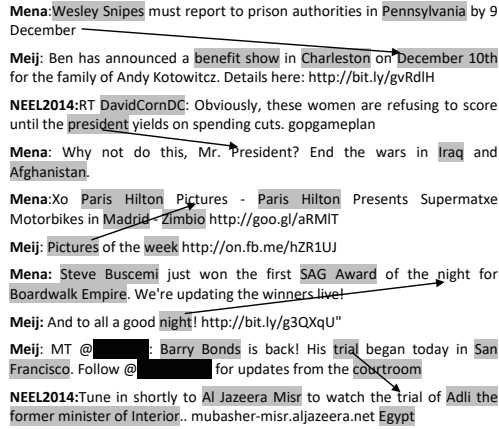 Mena:Wesley Snipes must report to prison authorities in Pennsylvania by 9
December
Meij: Ben has announced a benefit show in Charleston on December 10th
for the family of Andy Kotowitcz. Details here: http://bit.ly/gvRdlH
NEEL2014:RT DavidCornDC: Obviously, these women are refusing to score
until the president yields on spending cuts. gopgameplan
Mena: Why not do this, Mr. President? End the wars in Iraq and
Afghanistan.
Mena:Xo Paris Hilton Pictures - Paris Hilton Presents Supermatxe
Motorbikes in Madrid - Zimbio http://goo.gl/aRMlT
Meij: Pictures of the week http://on.fb.me/hZR1UJ
Mena: Steve Buscemi just won the first SAG Award of the night for
Boardwalk Empire. We're updating the winners live!
Meij: And to all a good night! http://bit.ly/g3QXqU"
Meij: MT @ : Barry Bonds is back! His trial began today in San
Francisco. Follow @ for updates from the courtroom
NEEL2014:Tune in shortly to Al Jazeera Misr to watch the trial of Adli the
former minister of Interior.. mubasher-misr.aljazeera.net Egypt